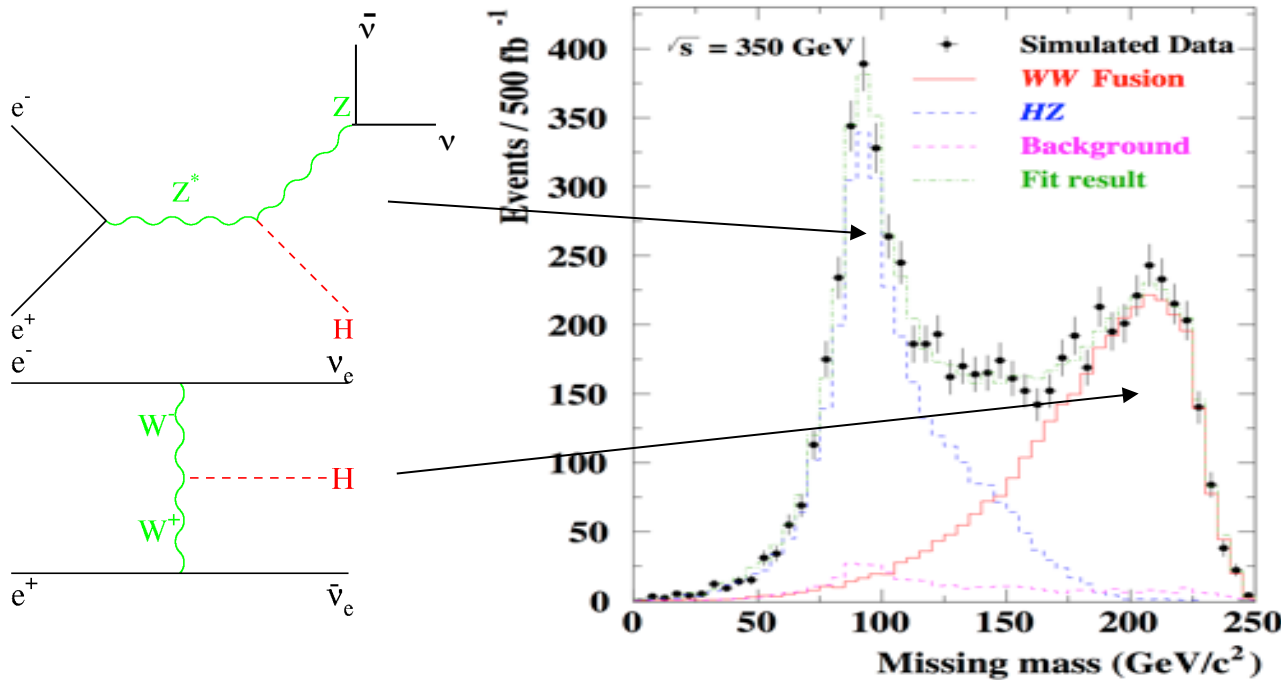 ν̄
e⁻
Z
ν
Z*
e⁺
H
e⁻
νₑ
W⁻
H
W⁺
e⁺
ν̄ₑ
Events / 500 fb⁻¹
√s = 350 GeV
Simulated Data
WW Fusion
HZ
Background
Fit result
400
350
300
250
200
150
100
50
0
0 50 100 150 200 250
Missing mass (GeV/c²)